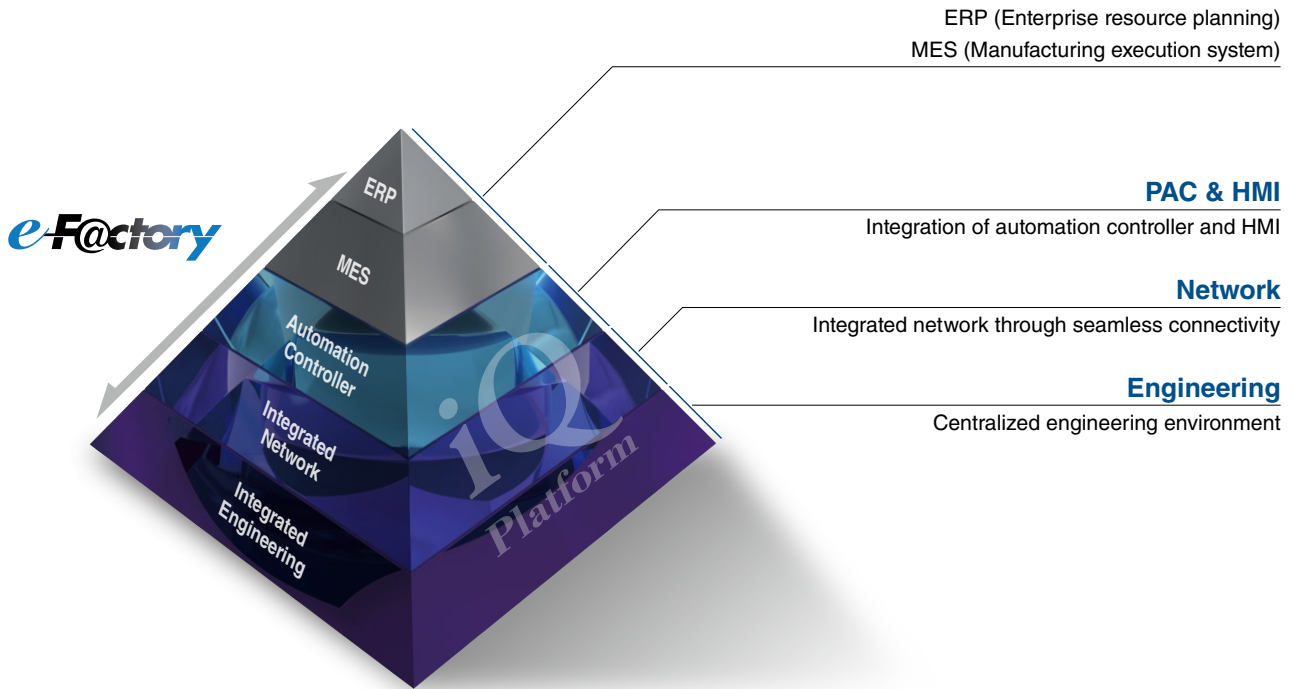 ERP (Enterprise resource planning)
MES (Manufacturing execution system)
PAC & HMI
Integration of automation controller and HMI
Network
Integrated network through seamless connectivity
Engineering
Centralized engineering environment
e-F@ctory
ERP
MES
Automation
Controller
Integrated
Network
Integrated
Engineering
iQ
Platform